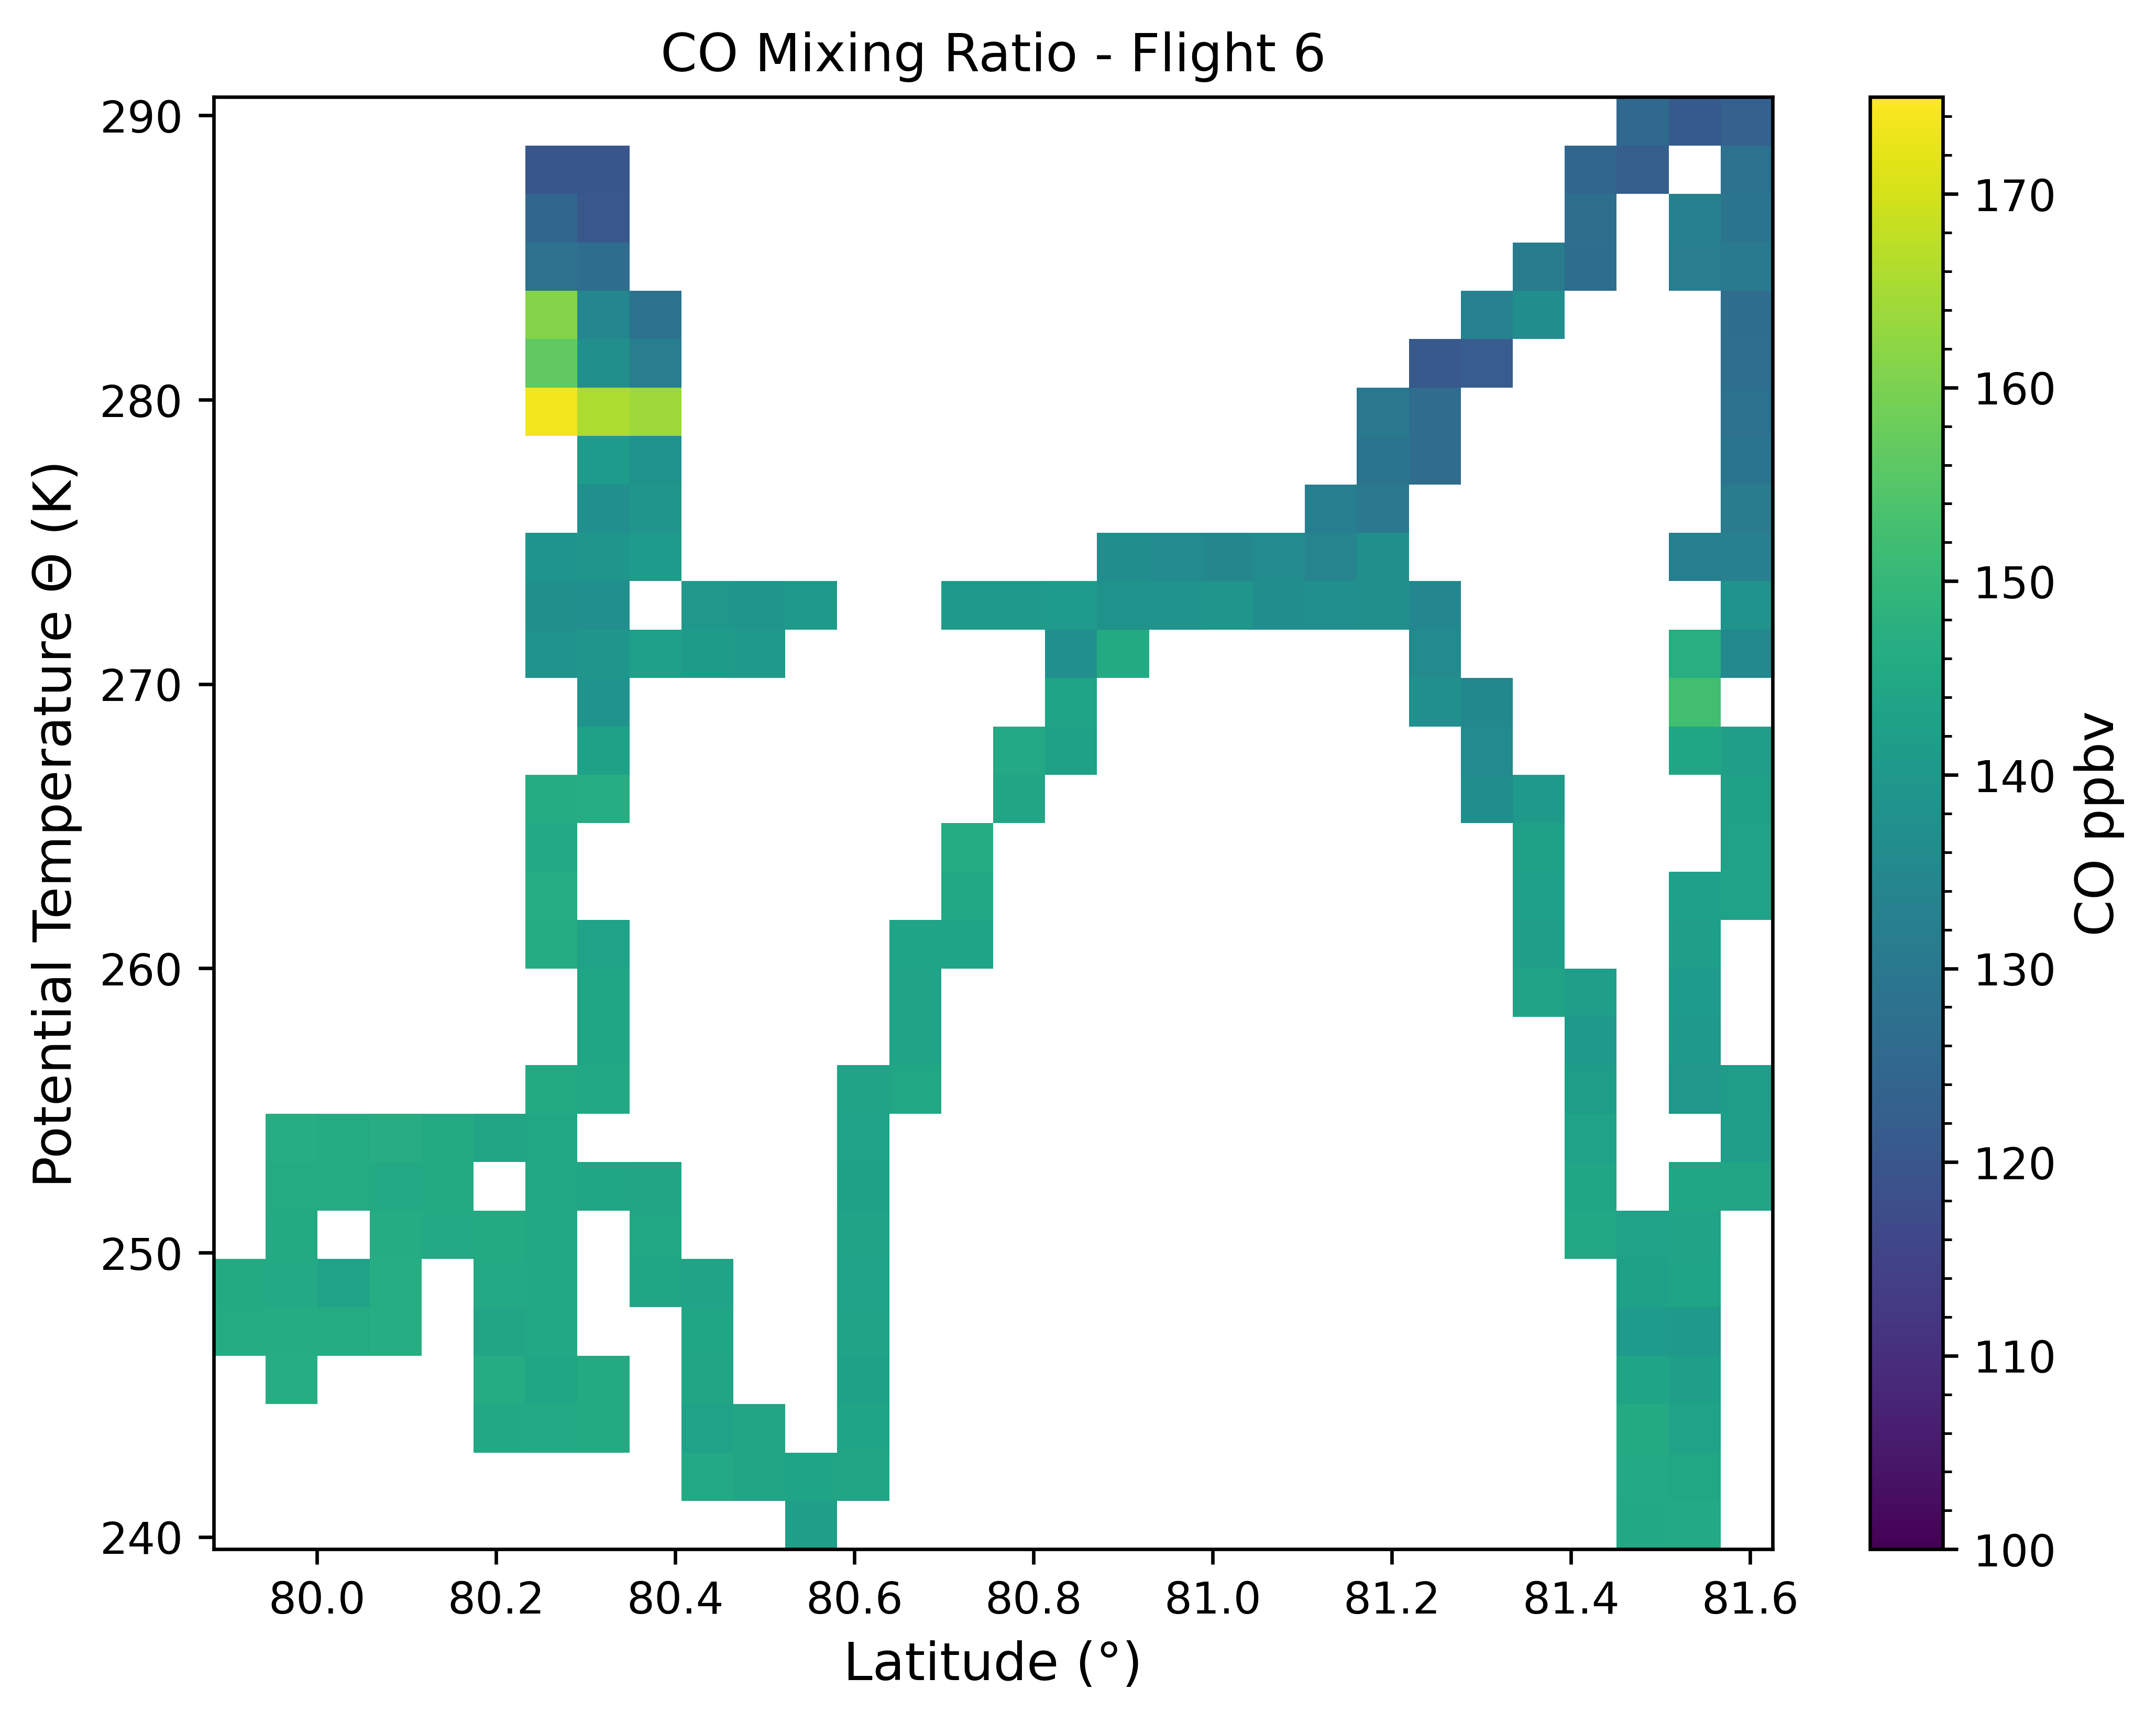 CO Mixing Ratio - Flight 6
290
280
270
260
250
240
Potential Temperature Θ (K)
80.0 80.2 80.4 80.6 80.8 81.0 81.2 81.4 81.6
Latitude (°)
170
160
150
140
130
120
110
100
CO ppbv